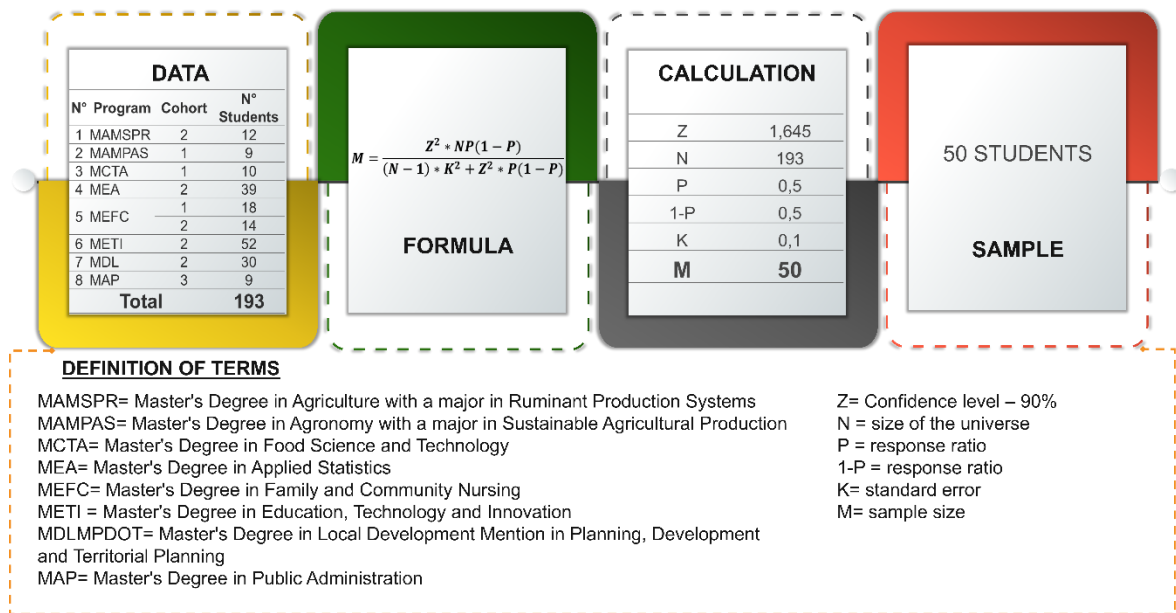 DATA
N° Program Cohort N° Students
1 MAMSPR 2 12
2 MAMPAS 1 9
3 MCTA 1 10
4 MEA 2 39
5 MEFC 1 18
2 14
6 METI 2 52
7 MDL 2 30
8 MAP 3 9
Total 193
M = Z² * NP(1 − P) / (N − 1) * K² + Z² * P(1 − P)
FORMULA
CALCULATION
Z 1,645
N 193
P 0,5
1-P 0,5
K 0,1
M 50
50 STUDENTS
SAMPLE
DEFINITION OF TERMS
MAMSPR= Master's Degree in Agriculture with a major in Ruminant Production Systems
MAMPAS= Master's Degree in Agronomy with a major in Sustainable Agricultural Production
MCTA= Master's Degree in Food Science and Technology
MEA= Master's Degree in Applied Statistics
MEFC= Master's Degree in Family and Community Nursing
METI = Master's Degree in Education, Technology and Innovation
MDLMPDOT= Master's Degree in Local Development Mention in Planning, Development
and Territorial Planning
MAP= Master's Degree in Public Administration
Z= Confidence level – 90%
N = size of the universe
P = response ratio
1-P = response ratio
K= standard error
M= sample size